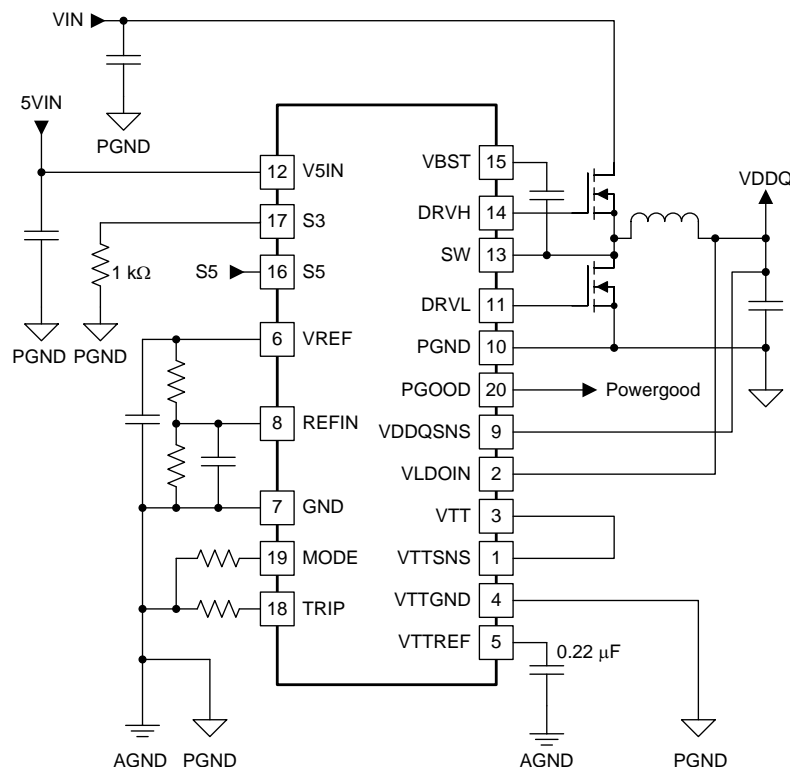 VIN
5VIN
PGND
12 V5IN
17 S3
1 kΩ
S5 16 S5
PGND PGND
6 VREF
8 REFIN
7 GND
19 MODE
18 TRIP
AGND PGND
VBST 15
DRVH 14
SW 13
DRVL 11
PGND 10
PGOOD 20 Powergood
VDDQSNS 9
VLDOIN 2
VTT 3
VTTSNS 1
VTTGND 4
VTTREF 5
0.22 µF
VDDQ
AGND PGND